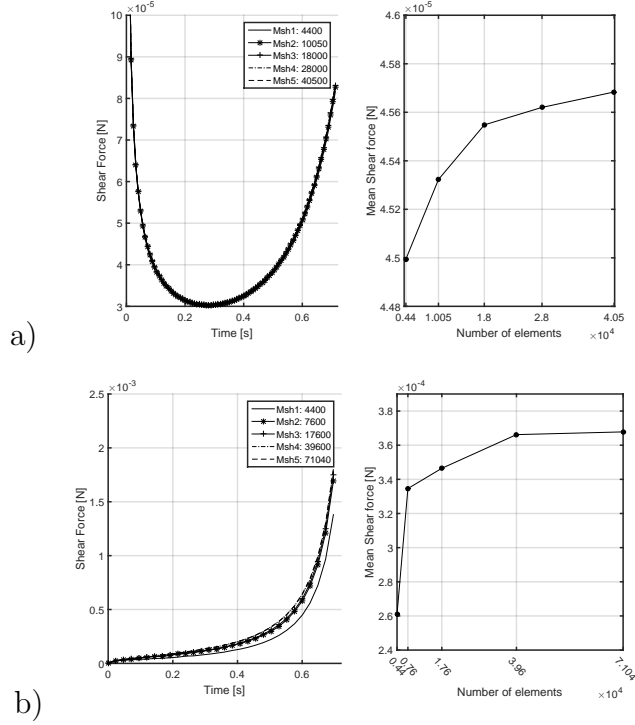 ×10⁻⁵
10
9
8
7
6
5
4
3
Shear Force [N]
0
0.2
0.4
0.6
Time [s]
Msh1: 4400
Msh2: 10050
Msh3: 18000
Msh4: 28000
Msh5: 40500
×10⁻⁵
4.6
4.56
4.54
4.52
4.5
4.48
Mean Shear force [N]
0.44
1.005
1.8
2.8
4.05
Number of elements
×10⁴
a)
×10⁻³
2.5
2
1.5
1
0.5
0
Shear Force [N]
0
0.2
0.4
0.6
Time [s]
Msh1: 4400
Msh2: 7600
Msh3: 17600
Msh4: 39600
Msh5: 71040
×10⁻⁴
3.9
3.6
3.4
3.2
3
2.8
2.6
2.4
Mean Shear force [N]
0.44
0.76
1.76
3.96
7.104
Number of elements
×10⁴
b)